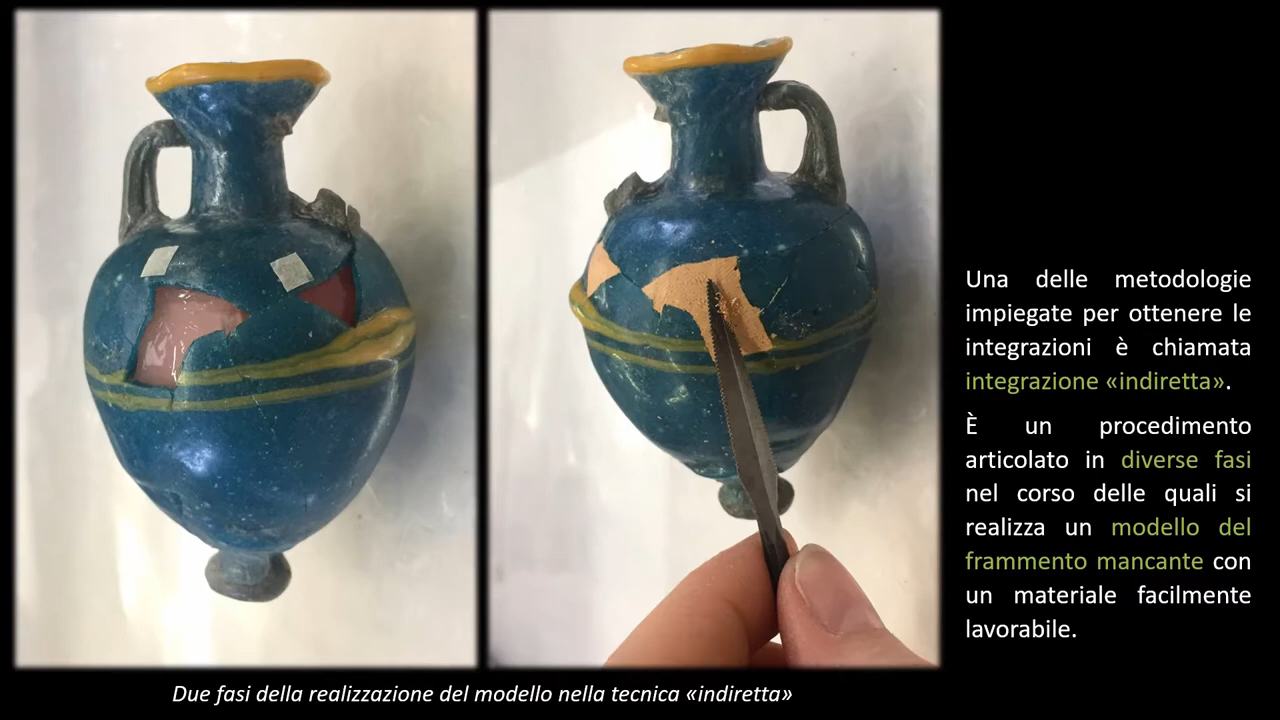 Una delle metodologie
impiegate per ottenere le
integrazioni è chiamata
integrazione «indiretta».
È un procedimento
articolato in diverse fasi
nel corso delle quali si
realizza un modello del
frammento mancante con
un materiale facilmente
lavorabile.
Due fasi della realizzazione del modello nella tecnica «indiretta»